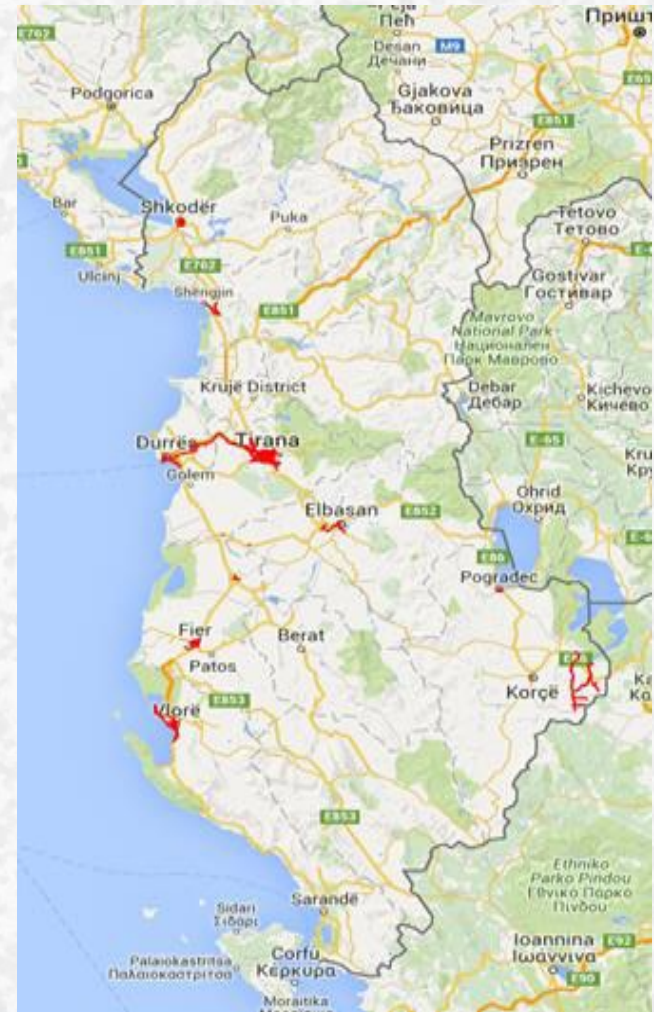 Пећ
E762
Desan
Дечани
M9
Podgorica
Gjakova
Ђаковица
E65
E851
Prizren
Призрен
Bar
Shkodër
Puka
Tetovo
Тетово
E851
E762
Ulcinj
Gostivar
Гостивар
Shëngjin
E851
Mavrovo
National Park
Национален
Парк Маврово
Krujë District
Debar
Дебар
Kichevo
Кичево
Durrës
Tirana
E-65
Golem
Elbasan
E852
Ohrid
Охрид
E86
Pogradec
Fier
Berat
Patos
Korçë
Vlorë
E853
E853
Ethniko
Parko Pindou
Εθνικό Πάρκο
Πίνδου
Sarandë
Sidari
Σιδάρι
Ioannina
Ιωάννινα
E92
Palaiokastritsa
Παλαιοκαστρίτσα
Corfu
Κέρκυρα
E90
Moraitika